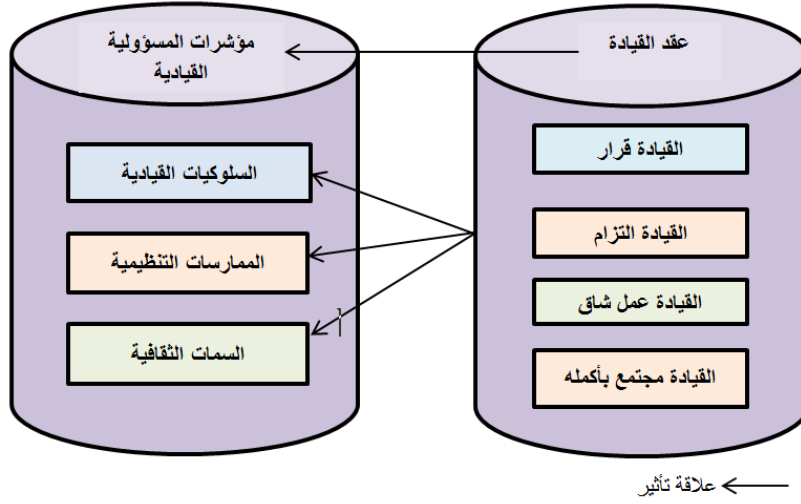 عقد القيادة
القيادة قرار
القيادة التزام
القيادة عمل شاق
القيادة مجتمع بأكمله
مؤشرات المسؤولية
القيادية
السلوكيات القيادية
الممارسات التنظيمية
السمات الثقافية
علاقة تأثير